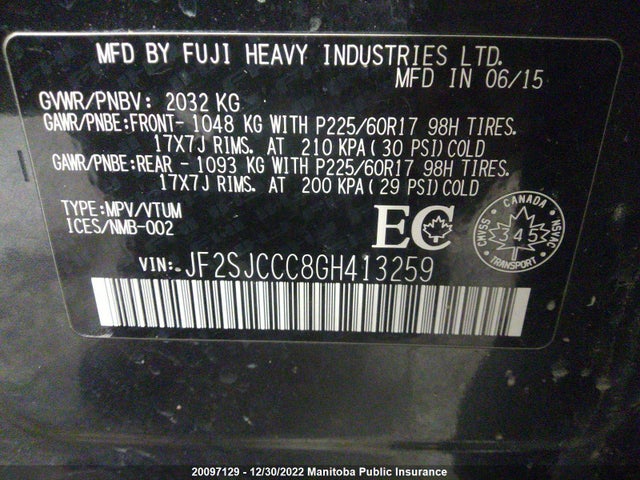 MFD BY FUJI HEAVY INDUSTRIES LTD.
MFD IN 06/15
GVWR/PNBV: 2032 KG
GAWR/PNBE:FRONT- 1048 KG WITH P225/60R17 98H TIRES.
17X7J RIMS. AT 210 KPA(30 PSI)COLD
GAWR/PNBE:REAR - 1093 KG WITH P225/60R17 98H TIRES.
17X7J RIMS. AT 200 KPA(29 PSI)COLD
TYPE:MPV/VTUM
ICES/NMB-002
EC
CANADA
CMVSS
345
NSVAC
TRANSPORT
VIN: JF2SJCCC8GH413259
20097129 - 12/30/2022 Manitoba Public Insurance